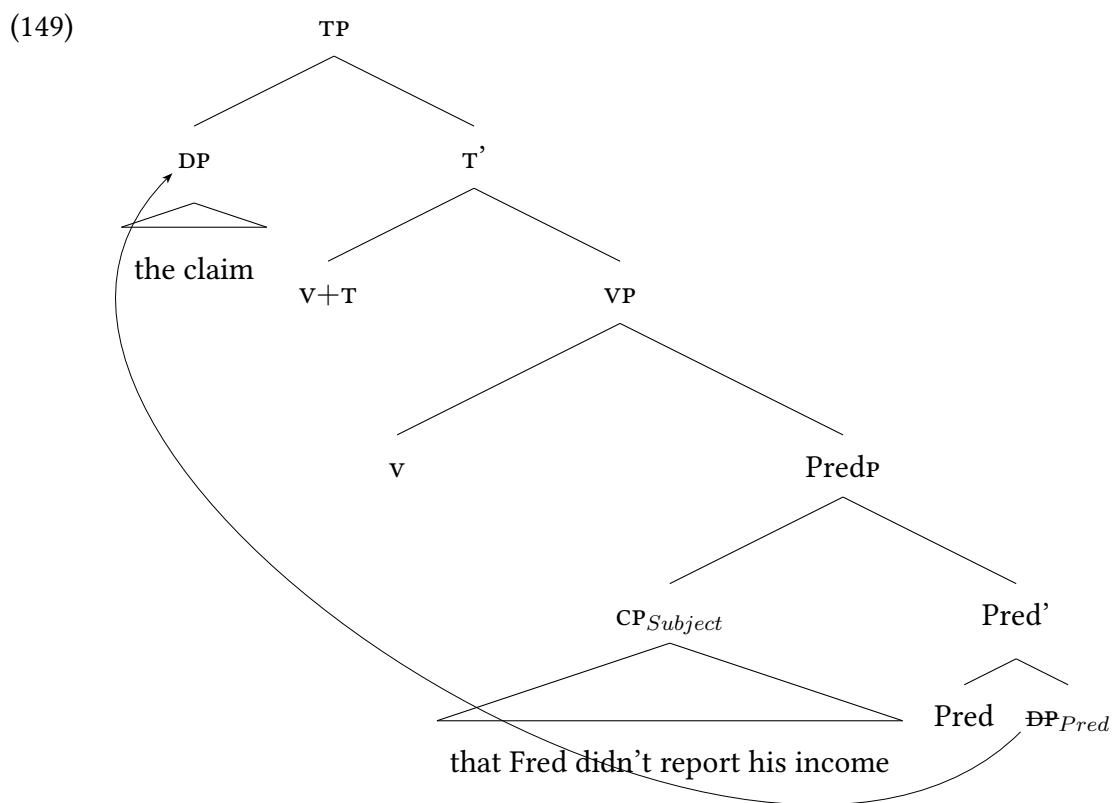 (149) TP
DP T’
the claim V+T VP
V PredP
CP_Subject Pred’
Pred DP_Pred
that Fred didn’t report his income